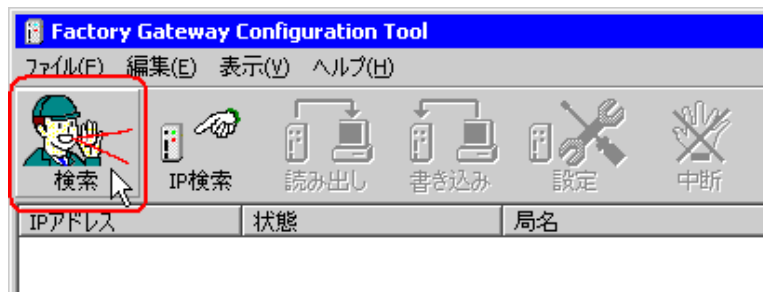 Factory Gateway Configuration Tool
ファイル(F) 編集(E) 表示(V) ヘルプ(H)
検索 IP検索 読み出し 書き込み 設定 中断
IPアドレス 状態 局名